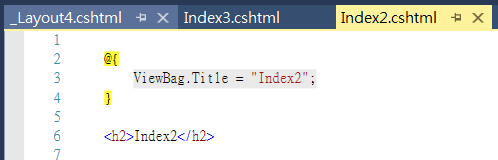 _Layout4.cshtml Index3.cshtml Index2.cshtml
1
2 @{
3 ViewBag.Title = "Index2";
4 }
5
6 <h2>Index2</h2>
7